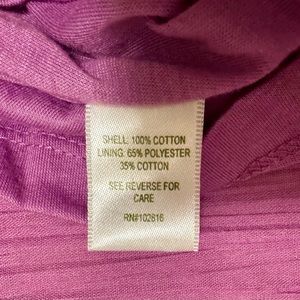 SHELL: 100% COTTON
LINING: 65% POLYESTER
35% COTTON
SEE REVERSE FOR
CARE
RN#102816